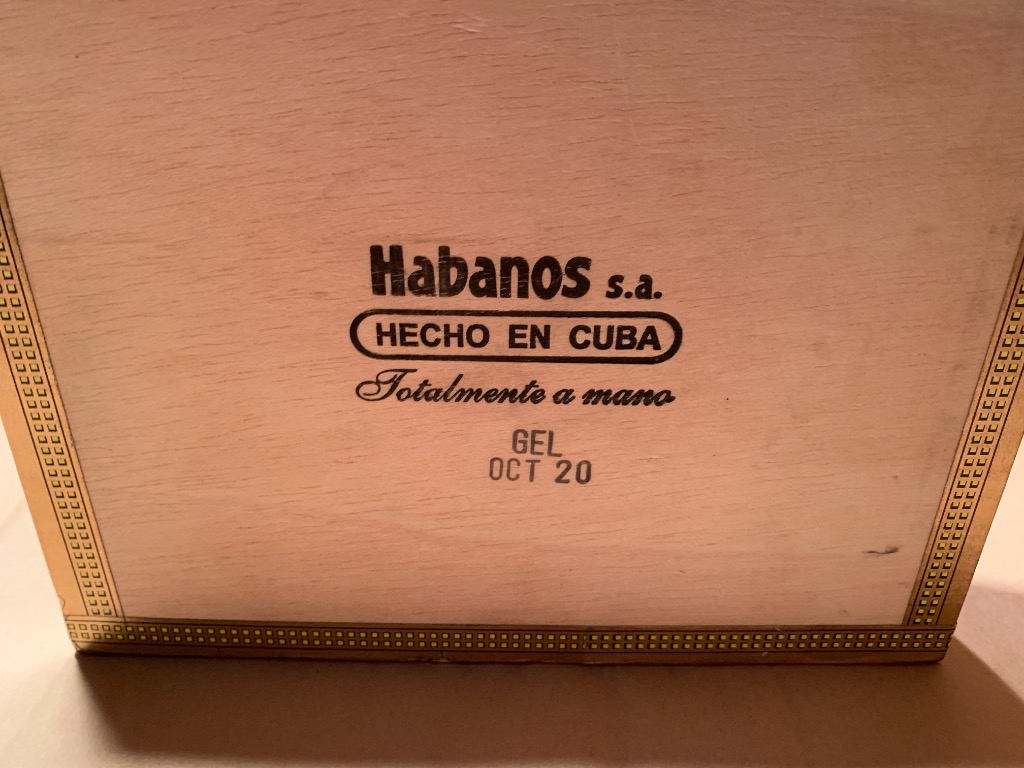 Habanos s.a.
HECHO EN CUBA
Totalmente a mano
GEL
OCT 20